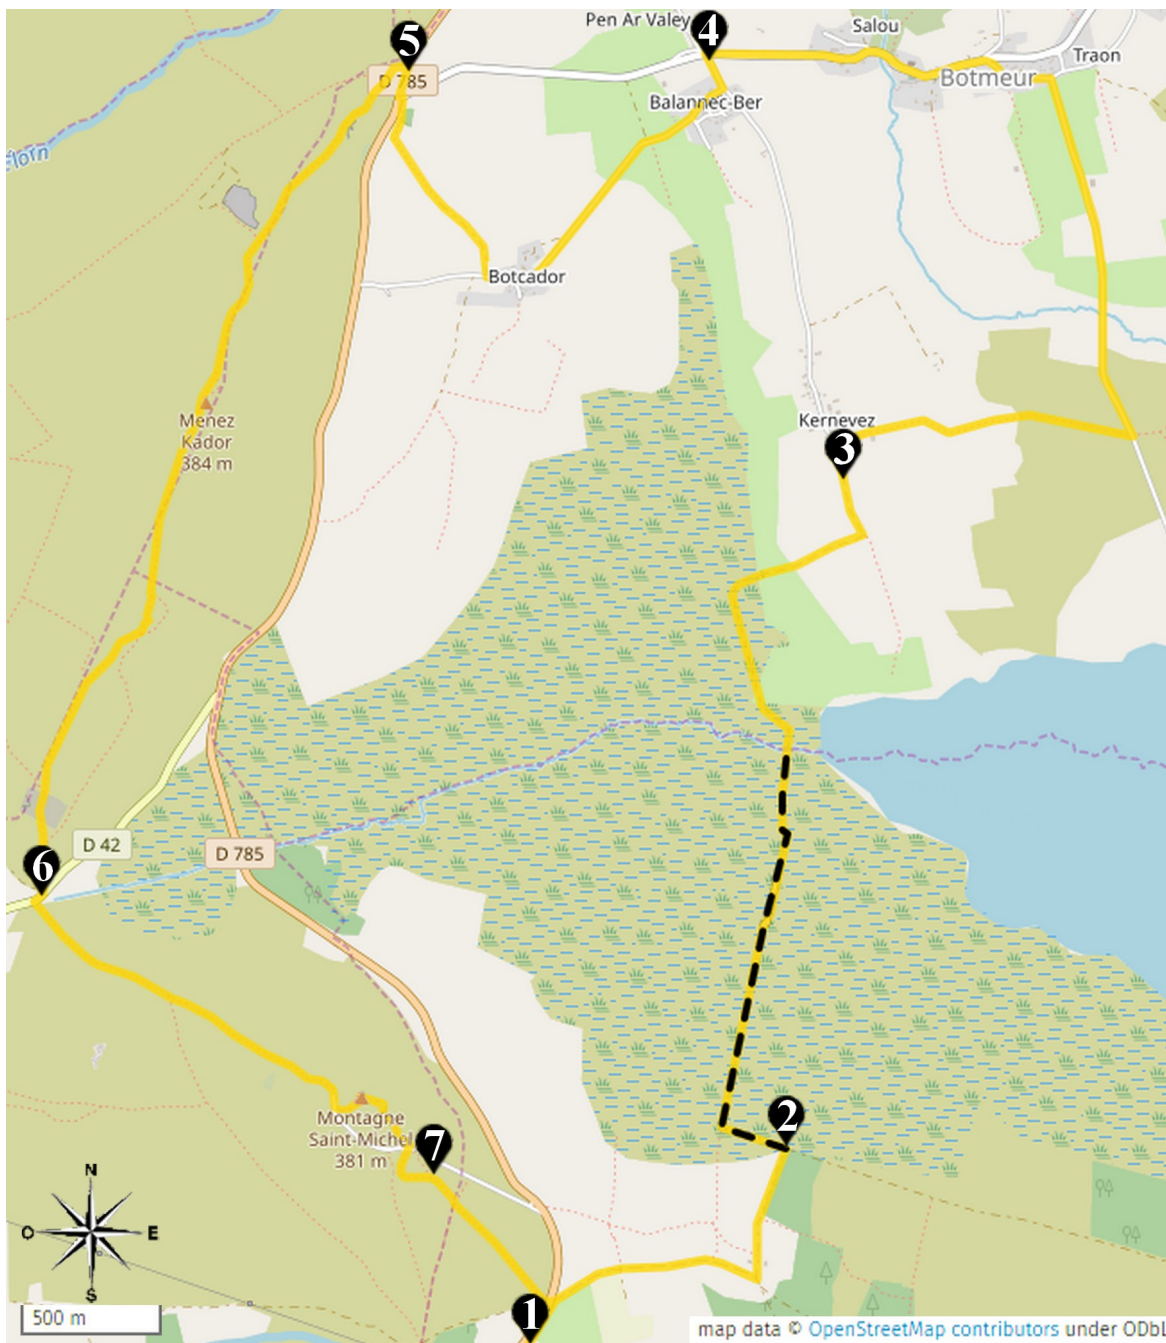 5
Pen Ar Valey
4
Salou
Traon
D 785
Botmeur
Balannec-Ber
Florn
Botcador
Kernevez
3
Menez
Kador
384 m
D 42
D 785
6
2
Montagne
Saint-Michel
381 m
7
N
O
E
S
500 m
1
map data © OpenStreetMap contributors under ODbL